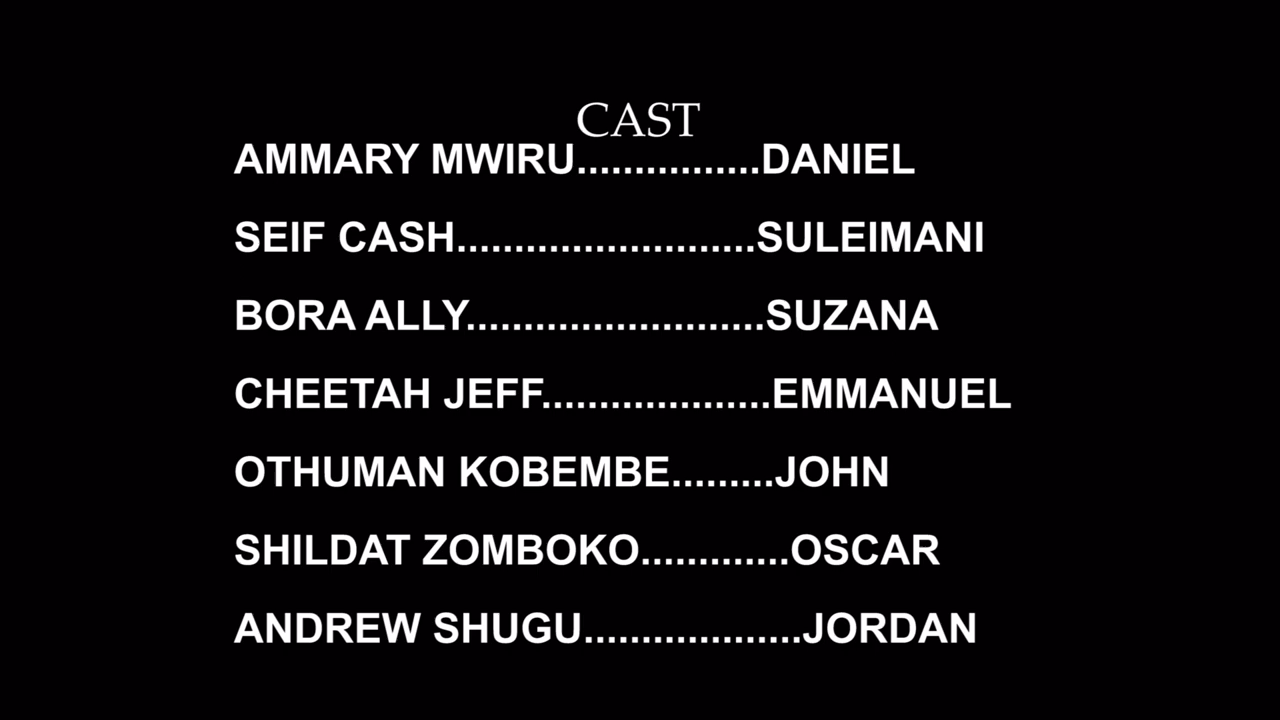 CAST
AMMARY MWIRU................DANIEL
SEIF CASH..........................SULEIMANI
BORA ALLY..........................SUZANA
CHEETAH JEFF....................EMMANUEL
OTHUMAN KOBEMBE.........JOHN
SHILDAT ZOMBOKO.............OSCAR
ANDREW SHUGU...................JORDAN